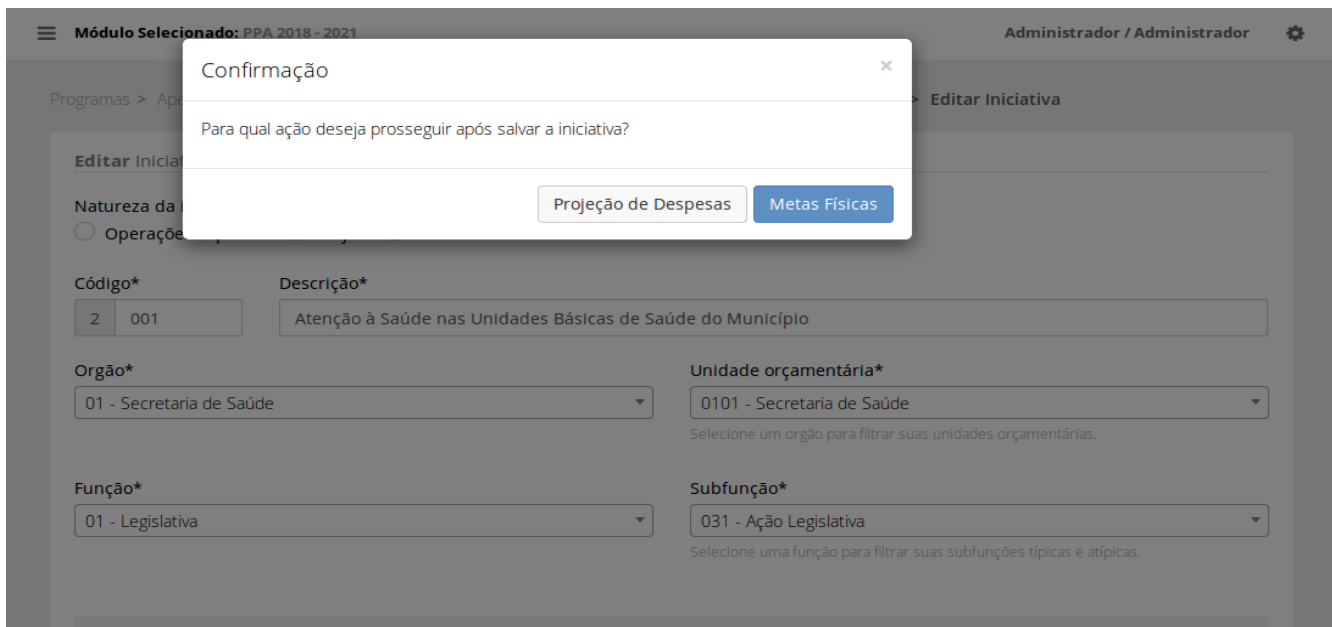 Módulo Selecionado: PPA 2018 - 2021
Administrador / Administrador
Confirmação
×
Programas > > Editar Iniciativa
Para qual ação deseja prosseguir após salvar a iniciativa?
Editar
Projeção de Despesas
Metas Físicas
Natureza da
Código*
Descrição*
2 001
Atenção à Saúde nas Unidades Básicas de Saúde do Município
Orgão*
Unidade orçamentária*
01 - Secretaria de Saúde
0101 - Secretaria de Saúde
Selecione um orgão para filtrar suas unidades orçamentárias.
Função*
Subfunção*
01 - Legislativa
031 - Ação Legislativa
Selecione uma função para filtrar suas subfunções típicas e atípicas.